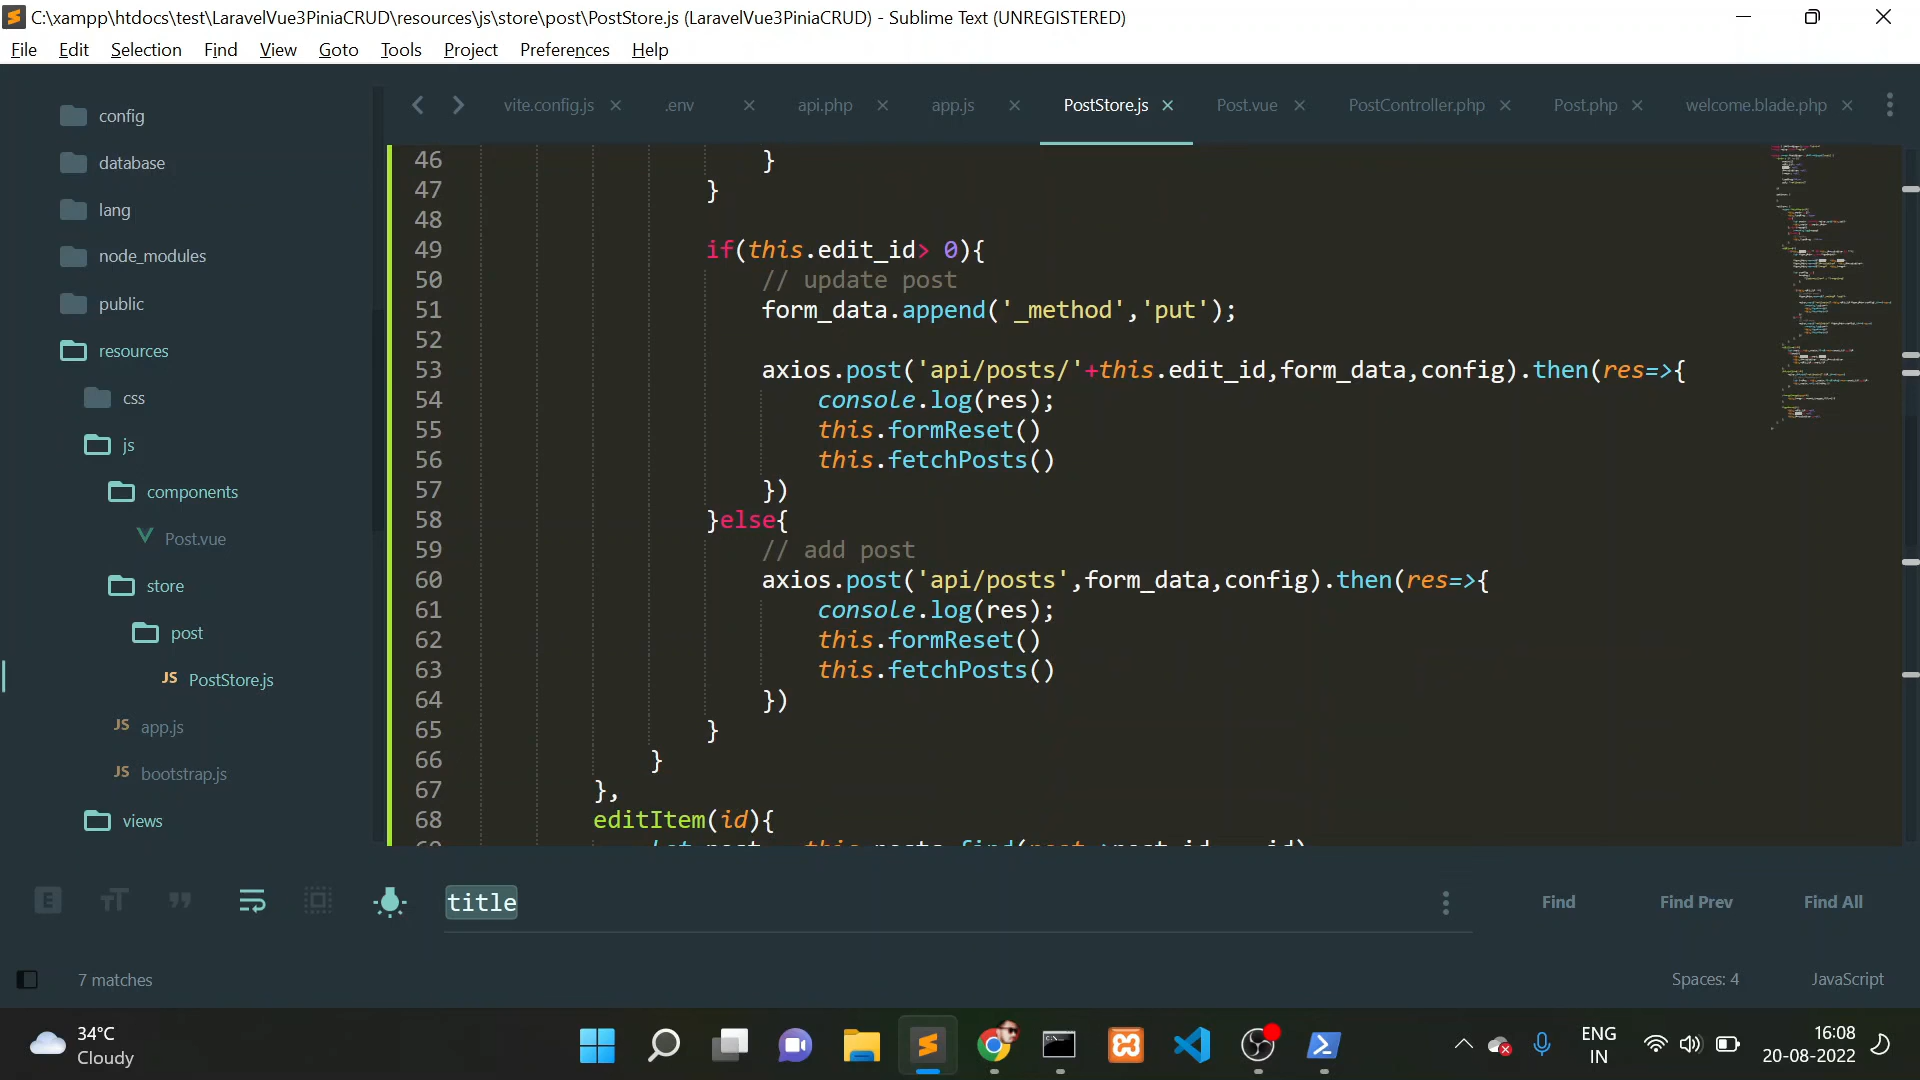 C:\xampp\htdocs\test\LaravelVue3PiniaCRUD\resources\js\store\post\PostStore.js (LaravelVue3PiniaCRUD) - Sublime Text (UNREGISTERED)
File Edit Selection Find View Goto Tools Project Preferences Help
config
database
lang
node_modules
public
resources
css
js
components
Post.vue
store
post
JS PostStore.js
JS app.js
JS bootstrap.js
views
vite.config.js .env api.php app.js PostStore.js Post.vue PostController.php Post.php welcome.blade.php
46 }
47 }
48
49 if(this.edit_id> 0){
50 // update post
51 form_data.append('_method','put');
52
53 axios.post('api/posts/'+this.edit_id,form_data,config).then(res=>{
54 console.log(res);
55 this.formReset()
56 this.fetchPosts()
57 })
58 }else{
59 // add post
60 axios.post('api/posts',form_data,config).then(res=>{
61 console.log(res);
62 this.formReset()
63 this.fetchPosts()
64 })
65 }
66 }
67 },
68 editItem(id){
title
Find Find Prev Find All
7 matches
Spaces: 4 JavaScript
34°C
Cloudy
ENG
IN
16:08
20-08-2022